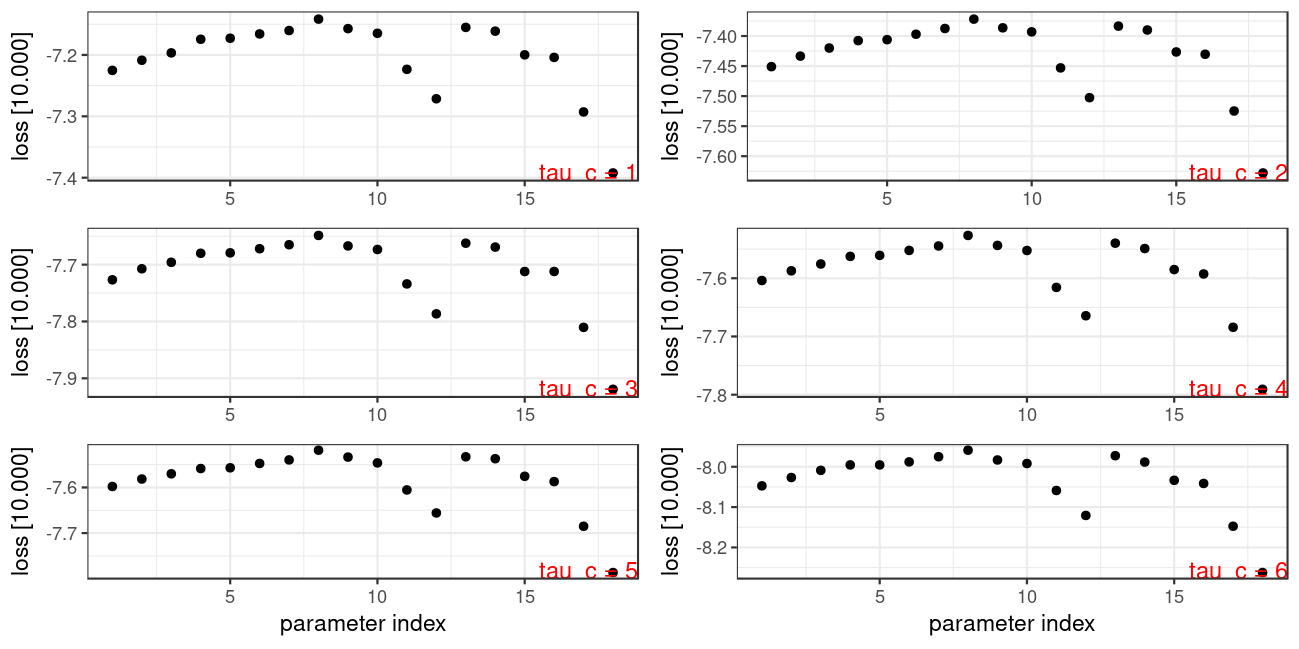 loss [10.000]
-7.2
-7.3
-7.4
tau_c = 1
5 10 15
loss [10.000]
-7.40
-7.45
-7.50
-7.55
-7.60
tau_c = 2
5 10 15
loss [10.000]
-7.7
-7.8
-7.9
tau_c = 3
5 10 15
loss [10.000]
-7.6
-7.7
-7.8
tau_c = 4
5 10 15
loss [10.000]
-7.6
-7.7
tau_c = 5
5 10 15
parameter index
loss [10.000]
-8.0
-8.1
-8.2
tau_c = 6
5 10 15
parameter index